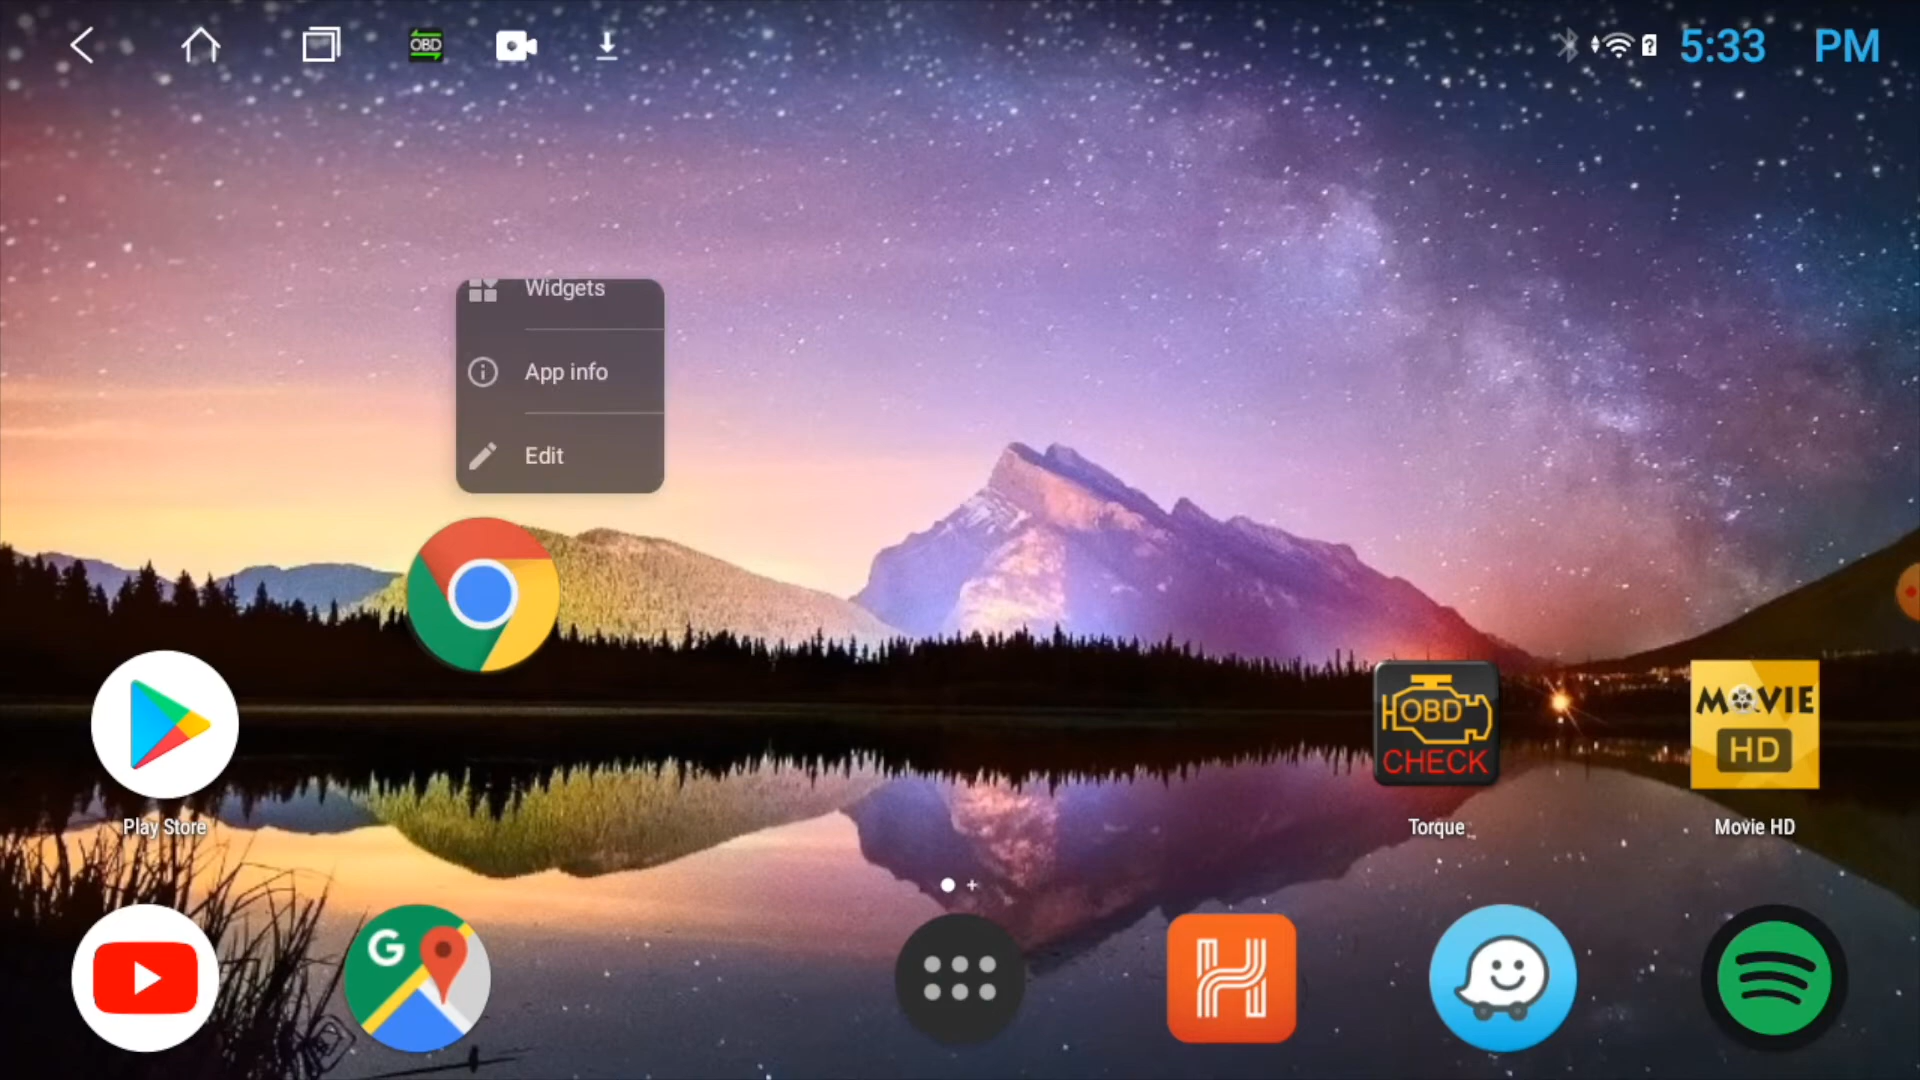 OBD
5:33 PM
Widgets
App info
Edit
OBD
CHECK
MOVIE
HD
Play Store
Torque
Movie HD
G